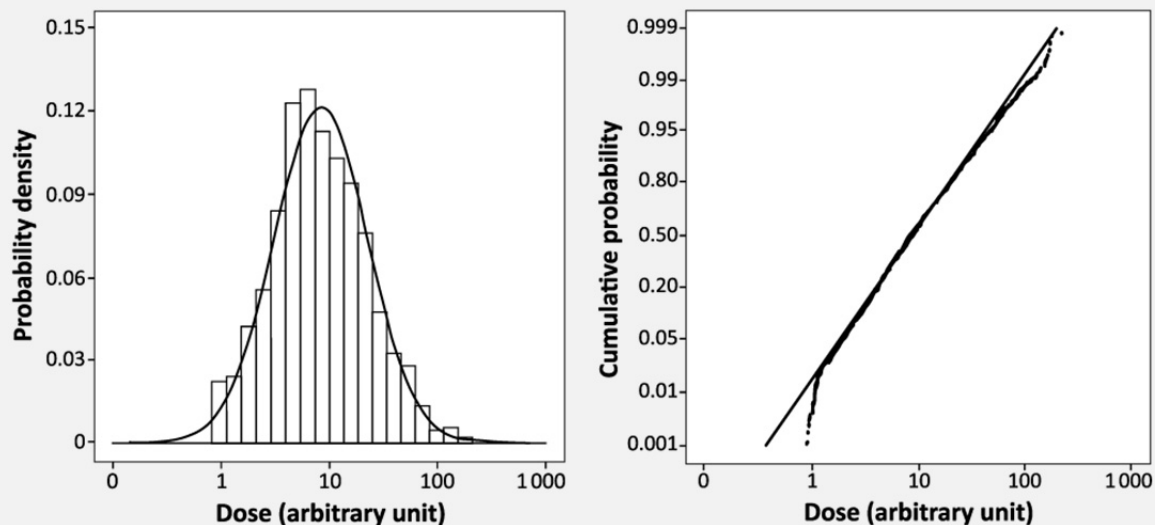 Probability density
0.15
0.12
0.09
0.06
0.03
0
0 1 10 100 1 000
Dose (arbitrary unit)
Cumulative probability
0.999
0.99
0.95
0.80
0.50
0.20
0.05
0.01
0.001
0 1 10 100 1 000
Dose (arbitrary unit)